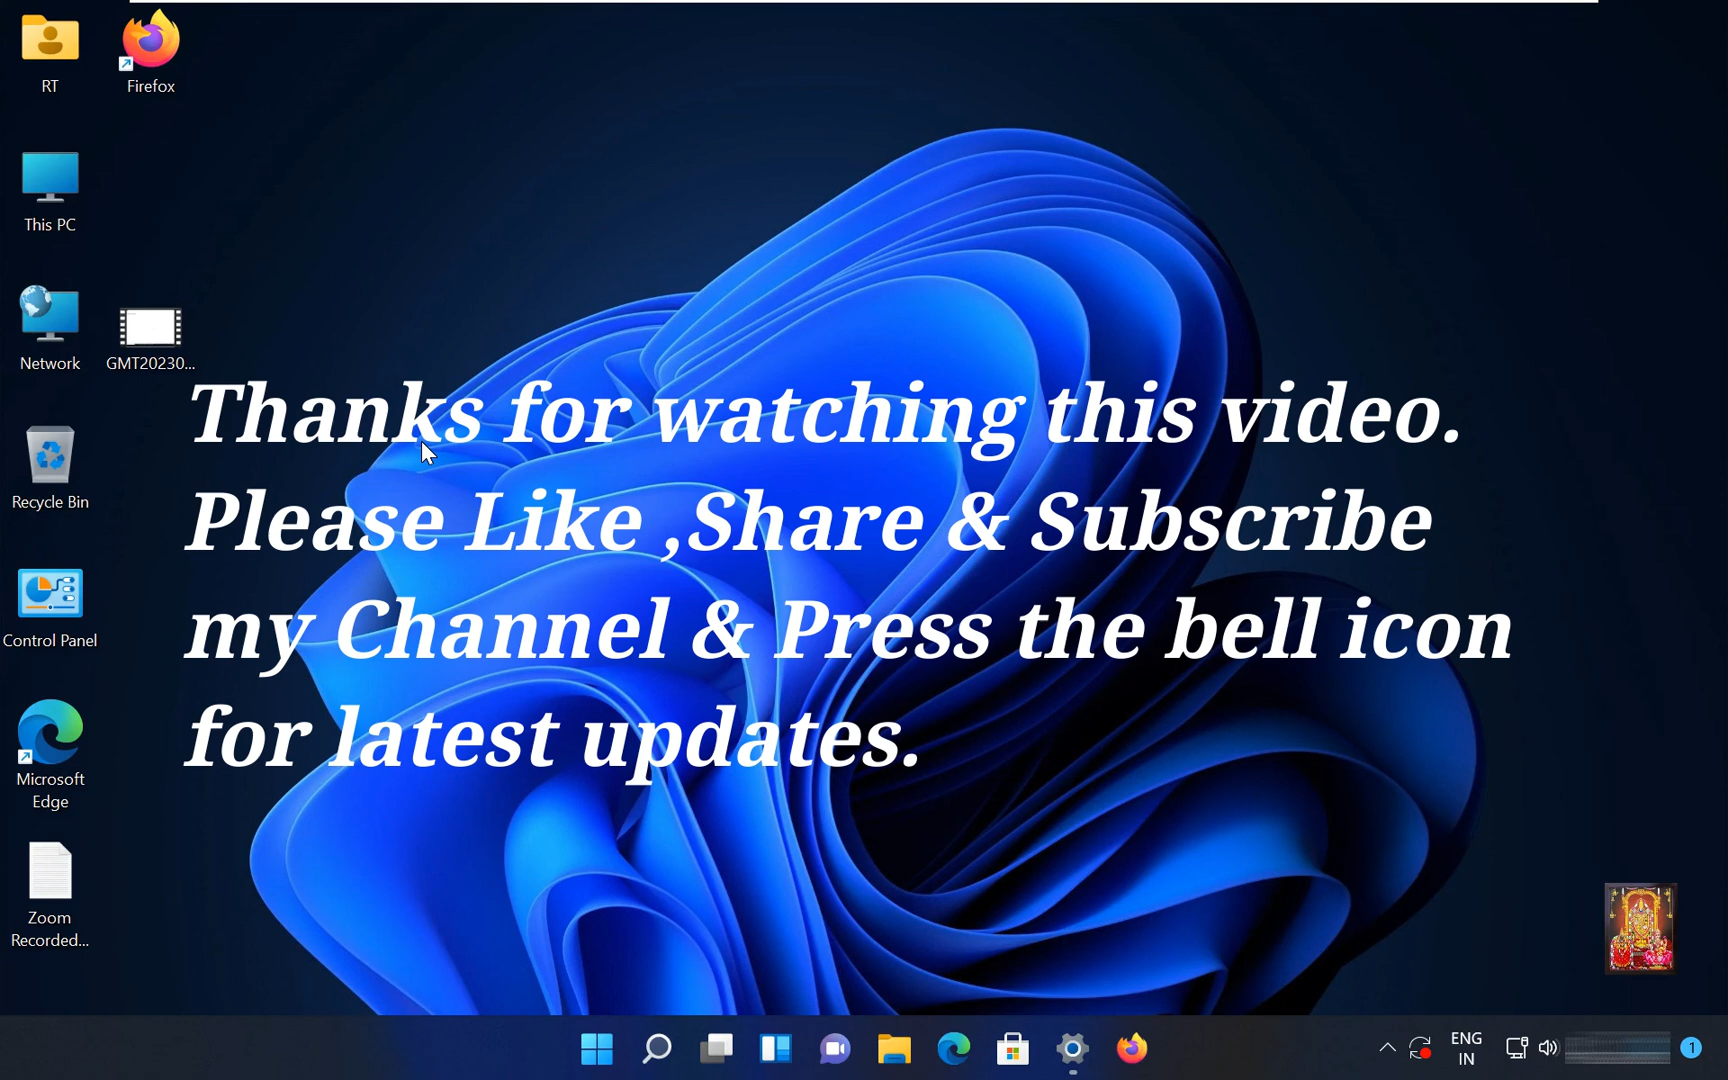 RT
Firefox
This PC
Network
GMT20230...
Thanks for watching this video.
Please Like ,Share & Subscribe
my Channel & Press the bell icon
for latest updates.
Recycle Bin
Control Panel
Microsoft
Edge
Zoom
Recorded...
ENG
IN
1